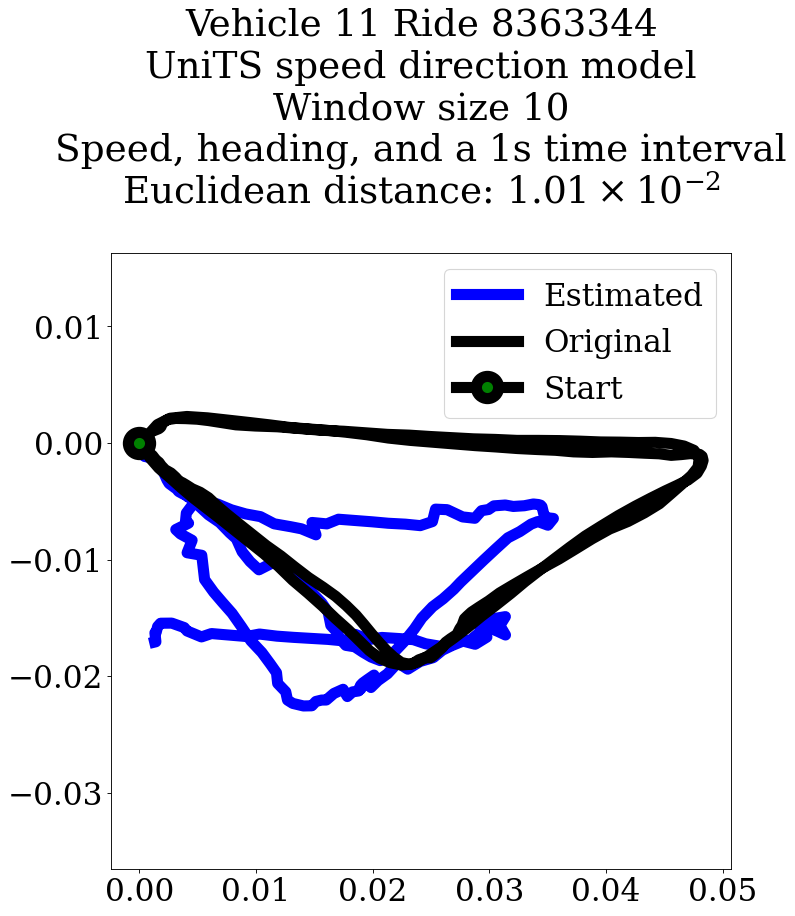 Vehicle 11 Ride 8363344
UniTS speed direction model
Window size 10
Speed, heading, and a 1s time interval
Euclidean distance: 1.01 × 10⁻²
Estimated
Original
Start
0.01
0.00
−0.01
−0.02
−0.03
0.00 0.01 0.02 0.03 0.04 0.05